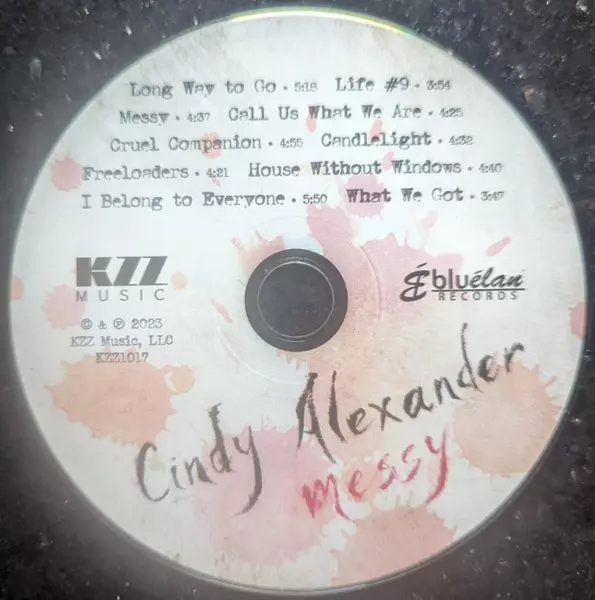 Long Way to Go • 5:18 Life #9 • 3:54
Messy • 4:37 Call Us What We Are • 4:25
Cruel Companion • 4:55 Candlelight • 4:32
Freeloaders • 4:21 House Without Windows • 4:40
I Belong to Everyone • 5:50 What We Got • 3:47
KZZ
MUSIC
bluélan
RECORDS
© & ℗ 2023
KZZ Music, LLC
KZZ1017
Cindy Alexander
messy